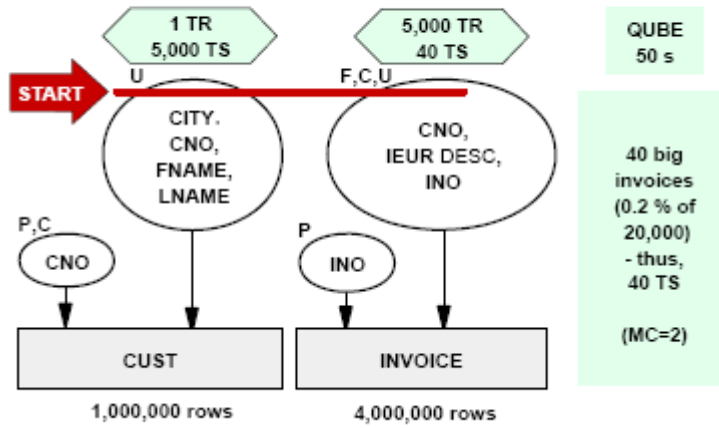 1 TR
5,000 TS
5,000 TR
40 TS
QUBE
50 s
U
F,C,U
START
CITY.
CNO,
FNAME,
LNAME
CNO,
IEUR DESC,
INO
40 big
invoices
(0.2 % of
20,000)
- thus,
40 TS
(MC=2)
P,C
CNO
P
INO
CUST
INVOICE
1,000,000 rows
4,000,000 rows